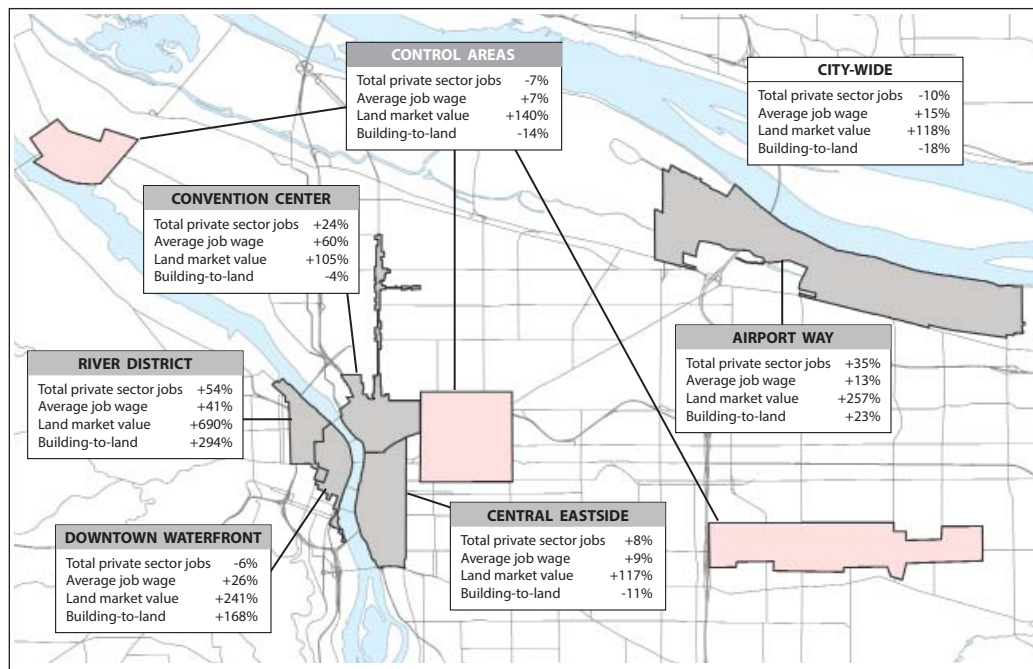 CONTROL AREAS
Total private sector jobs -7%
Average job wage +7%
Land market value +140%
Building-to-land -14%
CITY-WIDE
Total private sector jobs -10%
Average job wage +15%
Land market value +118%
Building-to-land -18%
CONVENTION CENTER
Total private sector jobs +24%
Average job wage +60%
Land market value +105%
Building-to-land -4%
RIVER DISTRICT
Total private sector jobs +54%
Average job wage +41%
Land market value +690%
Building-to-land +294%
AIRPORT WAY
Total private sector jobs +35%
Average job wage +13%
Land market value +257%
Building-to-land +23%
DOWNTOWN WATERFRONT
Total private sector jobs -6%
Average job wage +26%
Land market value +241%
Building-to-land +168%
CENTRAL EASTSIDE
Total private sector jobs +8%
Average job wage +9%
Land market value +117%
Building-to-land -11%